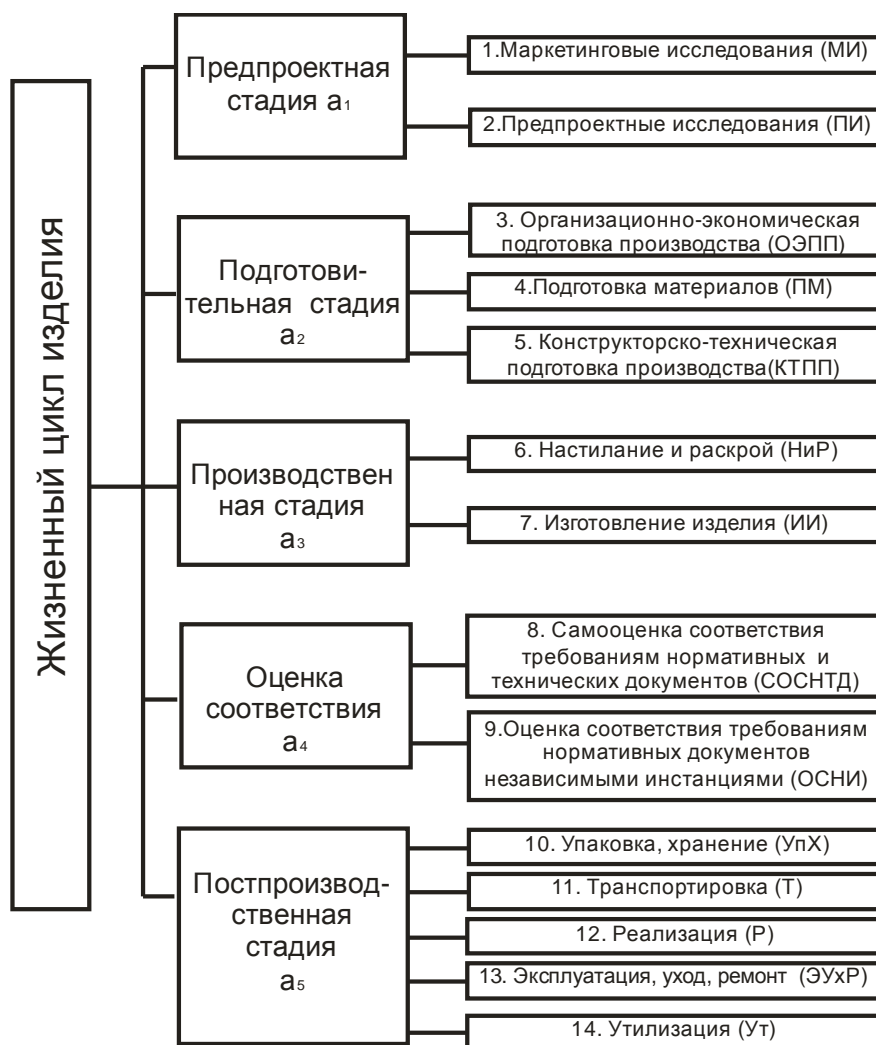 Жизненный цикл изделия
Предпроектная
стадия а₁
1.Маркетинговые исследования (МИ)
2.Предпроектные исследования (ПИ)
Подготови-
тельная стадия
а₂
3. Организационно-экономическая
подготовка производства (ОЭПП)
4.Подготовка материалов (ПМ)
5. Конструкторско-техническая
подготовка производства(КТПП)
Производствен
ная стадия
а₃
6. Настилание и раскрой (НиР)
7. Изготовление изделия (ИИ)
Оценка
соответствия
а₄
8. Самооценка соответствия
требованиям нормативных и
технических документов (СОСНТД)
9.Оценка соответствия требованиям
нормативных документов
независимыми инстанциями (ОСНИ)
Постпроизвод-
ственная
стадия
а₅
10. Упаковка, хранение (УпХ)
11. Транспортировка (Т)
12. Реализация (Р)
13. Эксплуатация, уход, ремонт (ЭУхР)
14. Утилизация (Ут)